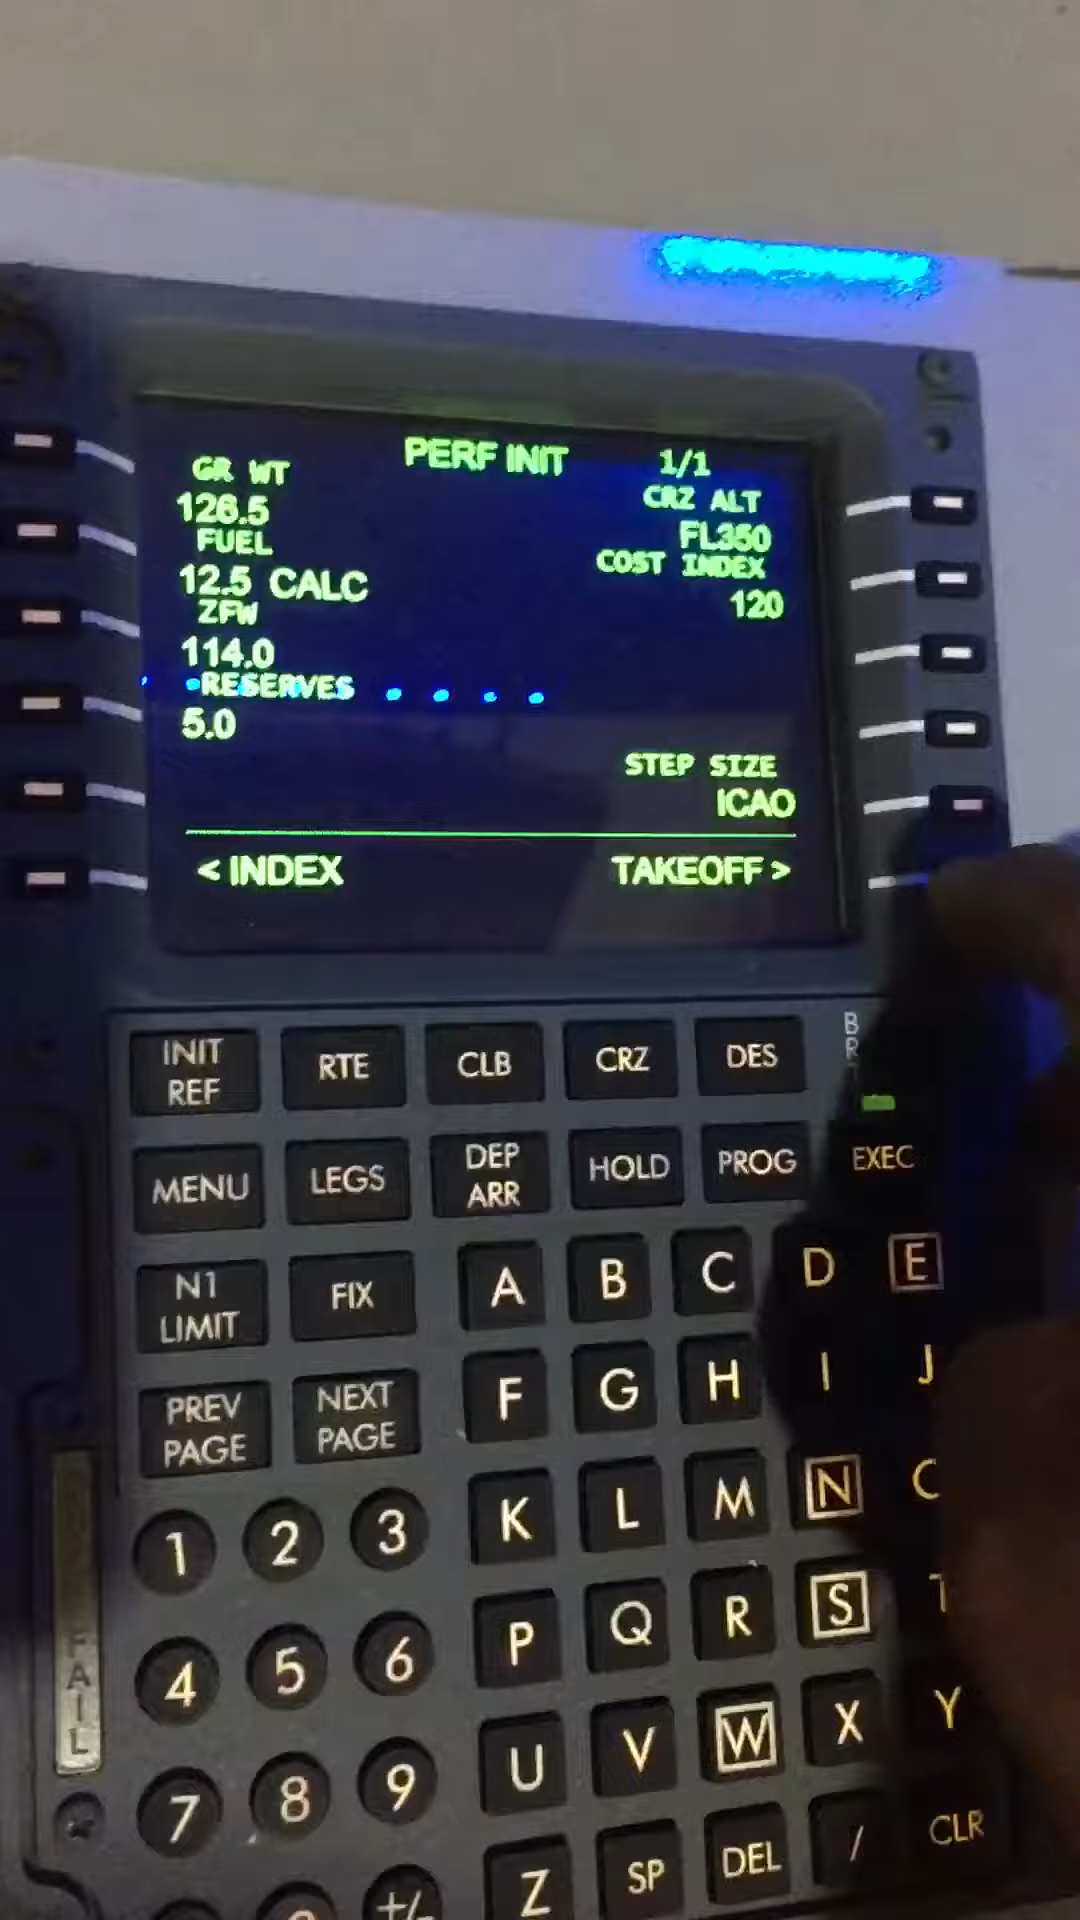 PERF INIT 1/1
GR WT
126.5
CRZ ALT
FL350
FUEL
12.5 CALC
COST INDEX
120
ZFW
114.0
RESERVES
5.0
STEP SIZE
ICAO
< INDEX TAKEOFF >
INIT REF RTE CLB CRZ DES
MENU LEGS DEP ARR HOLD PROG EXEC
N1 LIMIT FIX A B C D E
PREV PAGE NEXT PAGE F G H I J
K L M N
1 2 3
P Q R S
4 5 6
U V W X Y
7 8 9
Z SP DEL / CLR
+/-
FAIL